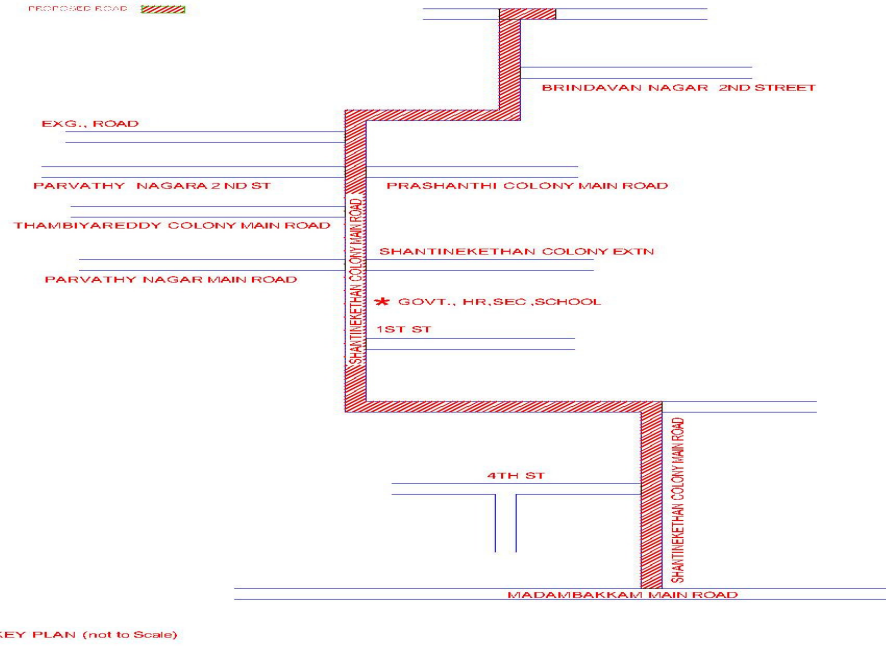 PROPOSED ROAD
BRINDAVAN NAGAR 2ND STREET
EXG., ROAD
PARVATHY NAGARA 2 ND ST
PRASHANTHI COLONY MAIN ROAD
THAMBIYAREDDY COLONY MAIN ROAD
SHANTINEKETHAN COLONY MAIN ROAD
SHANTINEKETHAN COLONY EXTN
PARVATHY NAGAR MAIN ROAD
* GOVT., HR,SEC ,SCHOOL
1ST ST
SHANTINEKETHAN COLONY MAIN ROAD
4TH ST
MADAMBAKKAM MAIN ROAD
KEY PLAN (not to Scale)